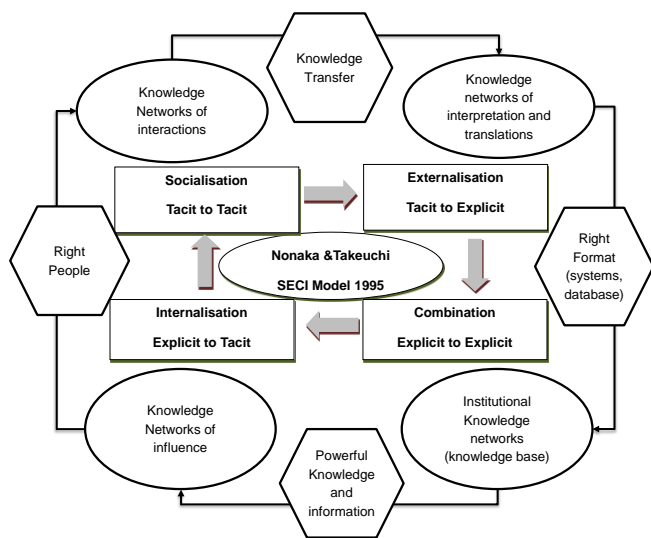 Knowledge
Transfer
Knowledge
Networks of
interactions
Knowledge
networks of
interpretation and
translations
Socialisation
Tacit to Tacit
Externalisation
Tacit to Explicit
Right
People
Nonaka &Takeuchi
SECI Model 1995
Right
Format
(systems,
database)
Internalisation
Explicit to Tacit
Combination
Explicit to Explicit
Knowledge
Networks of
influence
Institutional
Knowledge
networks
(knowledge base)
Powerful
Knowledge
and
information